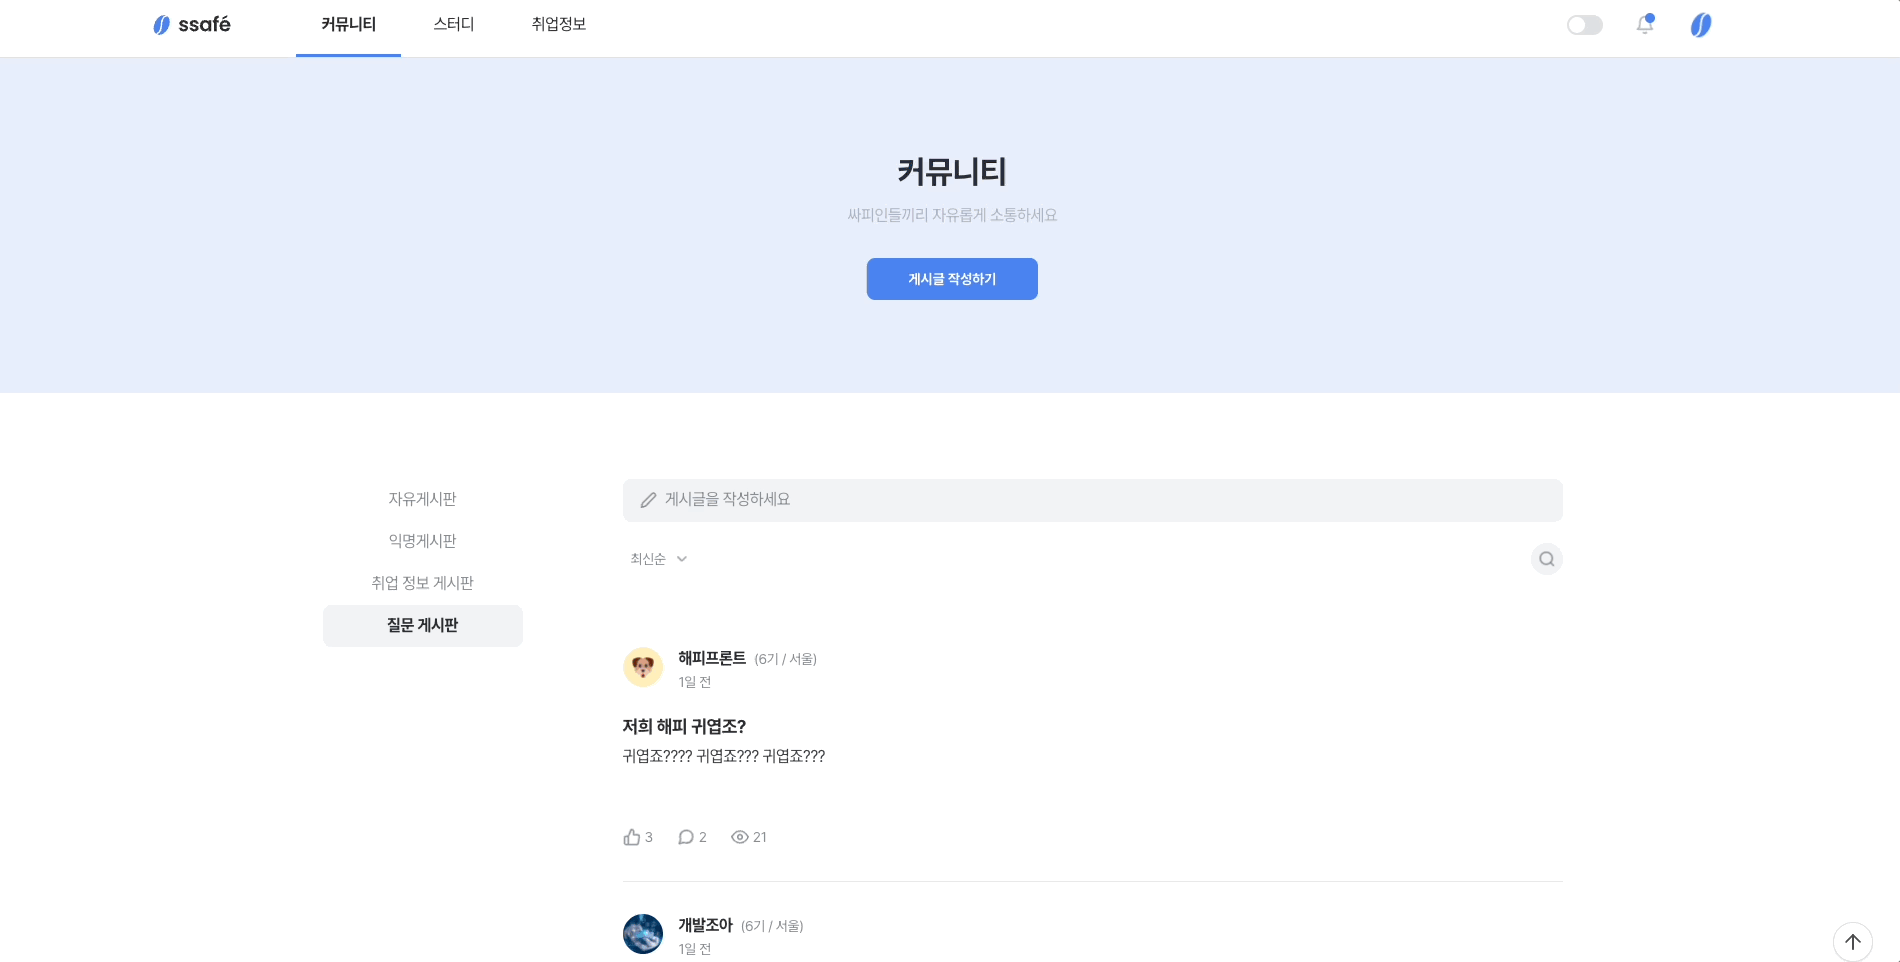 ssafé
커뮤니티
스터디
취업정보
커뮤니티
싸피인들끼리 자유롭게 소통하세요
게시글 작성하기
자유게시판
익명게시판
취업 정보 게시판
질문 게시판
게시글을 작성하세요
최신순
해피프론트 (6기 / 서울)
1일 전
저희 해피 귀엽조?
귀엽죠???? 귀엽죠??? 귀엽조???
3 2 21
개발조아 (6기 / 서울)
1일 전